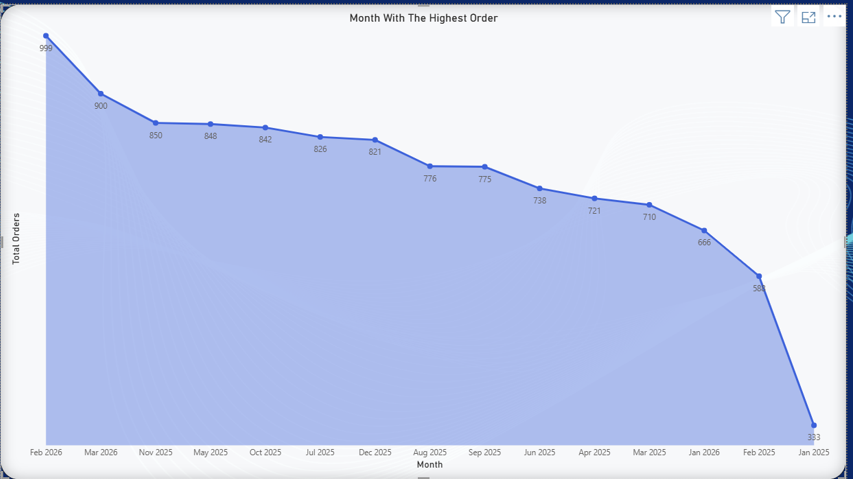 Month With The Highest Order
Total Orders
999
900
850
848
842
826
821
776
775
738
721
710
666
588
333
Feb 2026
Mar 2026
Nov 2025
May 2025
Oct 2025
Jul 2025
Dec 2025
Aug 2025
Sep 2025
Jun 2025
Apr 2025
Mar 2025
Jan 2026
Feb 2025
Jan 2025
Month